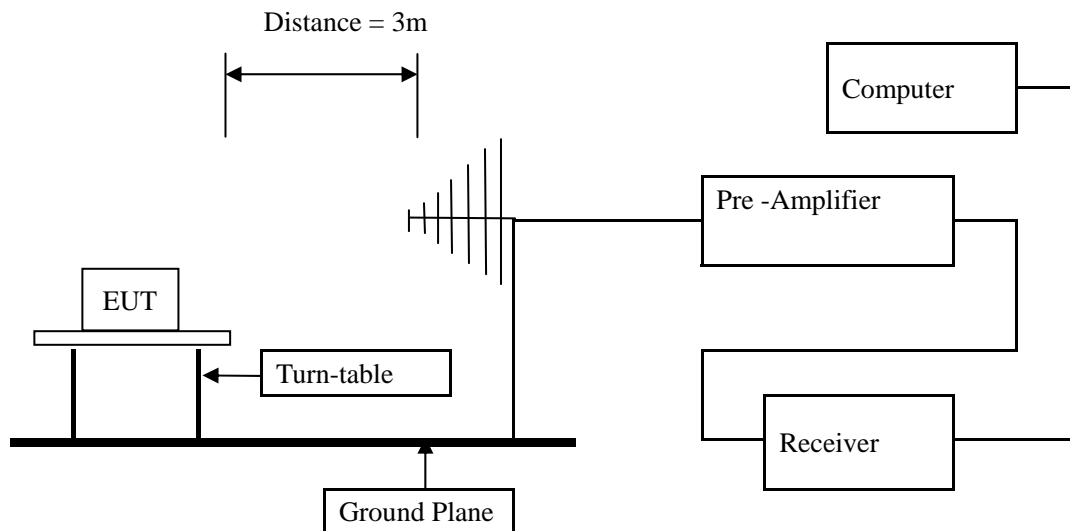 Distance = 3m
Computer
Pre -Amplifier
EUT
Turn-table
Receiver
Ground Plane